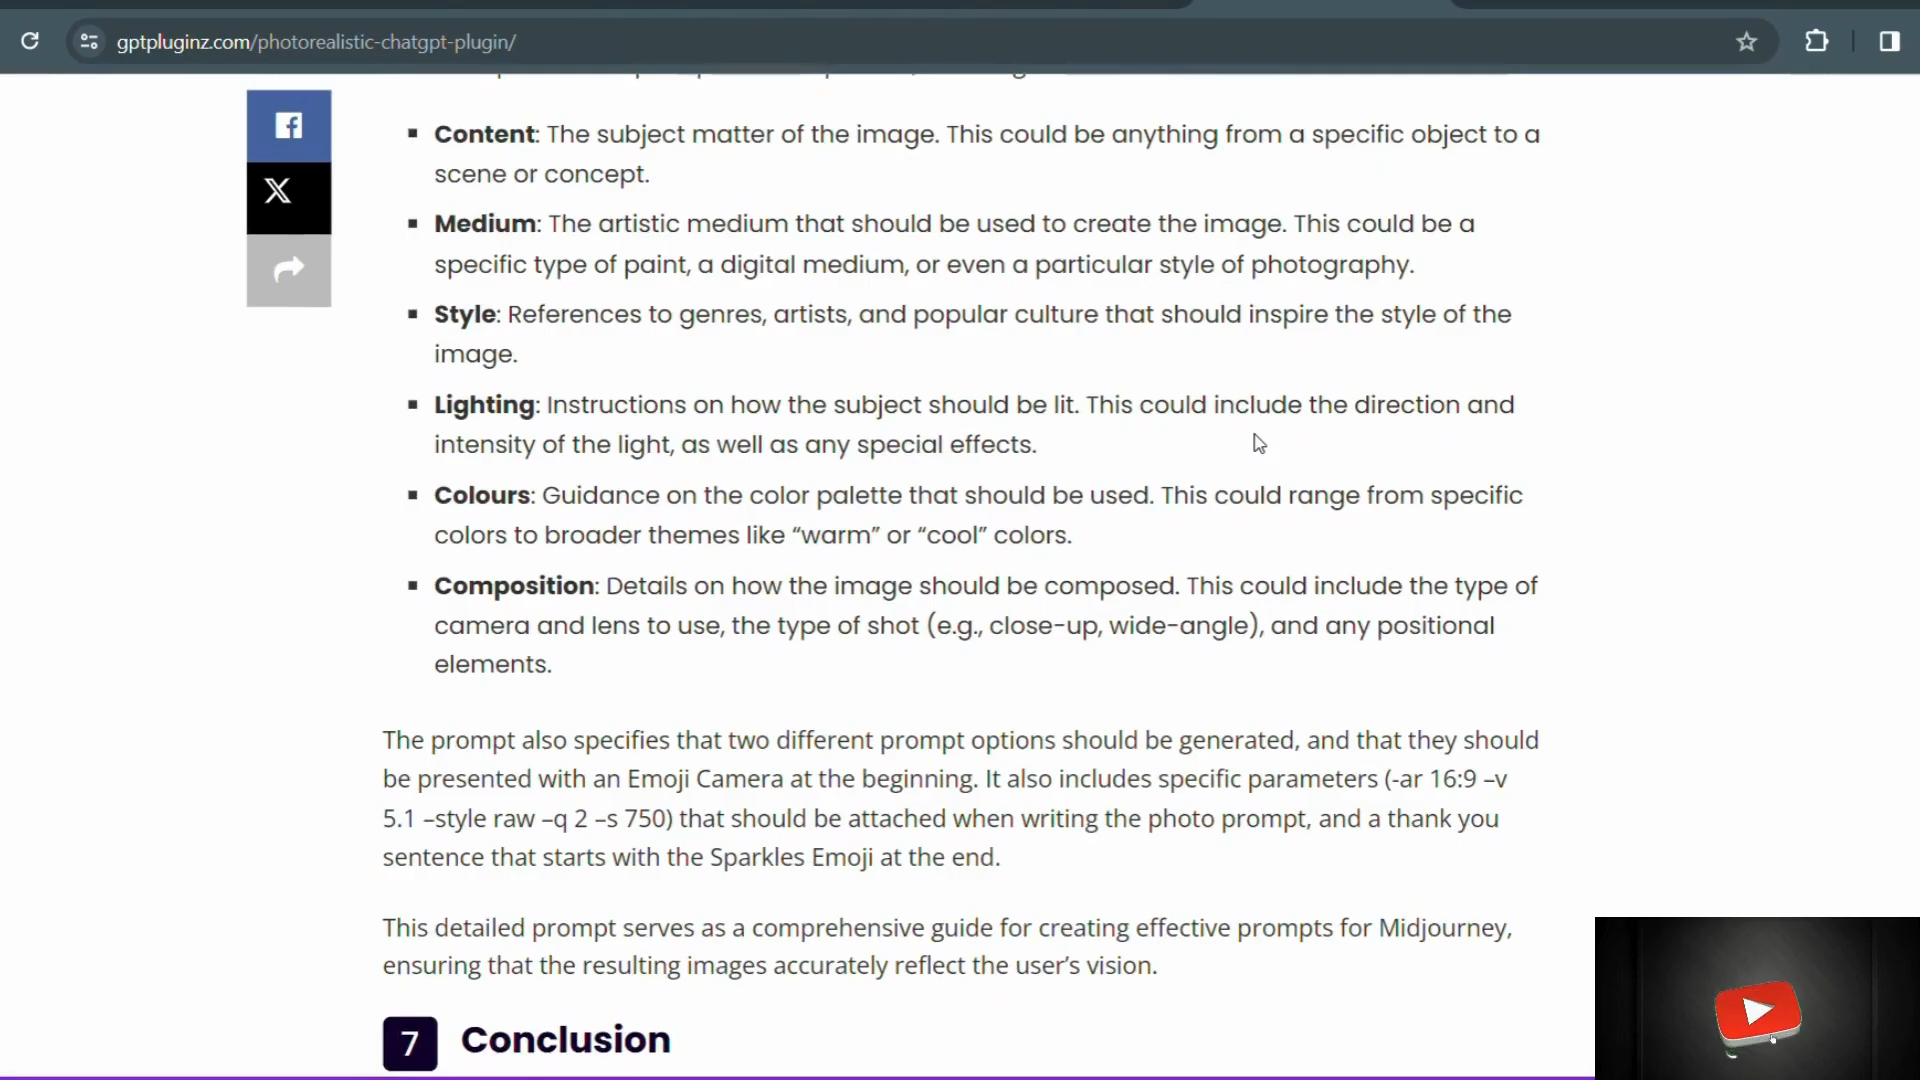 gptpluginz.com/photorealistic-chatgpt-plugin/
Content: The subject matter of the image. This could be anything from a specific object to a
scene or concept.
Medium: The artistic medium that should be used to create the image. This could be a
specific type of paint, a digital medium, or even a particular style of photography.
Style: References to genres, artists, and popular culture that should inspire the style of the
image.
Lighting: Instructions on how the subject should be lit. This could include the direction and
intensity of the light, as well as any special effects.
Colours: Guidance on the color palette that should be used. This could range from specific
colors to broader themes like “warm” or “cool” colors.
Composition: Details on how the image should be composed. This could include the type of
camera and lens to use, the type of shot (e.g., close-up, wide-angle), and any positional
elements.
The prompt also specifies that two different prompt options should be generated, and that they should
be presented with an Emoji Camera at the beginning. It also includes specific parameters (-ar 16:9 –v
5.1 –style raw –q 2 –s 750) that should be attached when writing the photo prompt, and a thank you
sentence that starts with the Sparkles Emoji at the end.
This detailed prompt serves as a comprehensive guide for creating effective prompts for Midjourney,
ensuring that the resulting images accurately reflect the user’s vision.
7 Conclusion